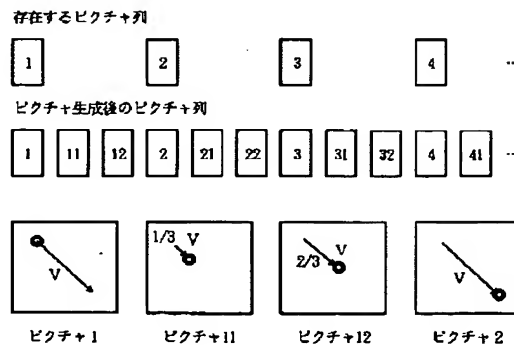 存在するピクチャ列
1 2 3 4 …
ピクチャ生成後のピクチャ列
1 11 12 2 21 22 3 31 32 4 41 …
V 1/3 V 2/3 V V
ピクチャ1 ピクチャ11 ピクチャ12 ピクチャ2